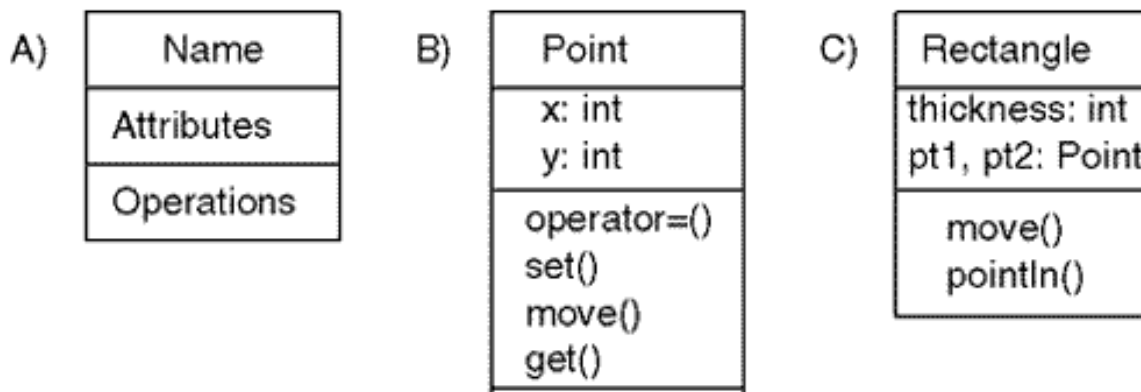 A)
Name
Attributes
Operations
B)
Point
x: int
y: int
operator=()
set()
move()
get()
C)
Rectangle
thickness: int
pt1, pt2: Point
move()
pointIn()